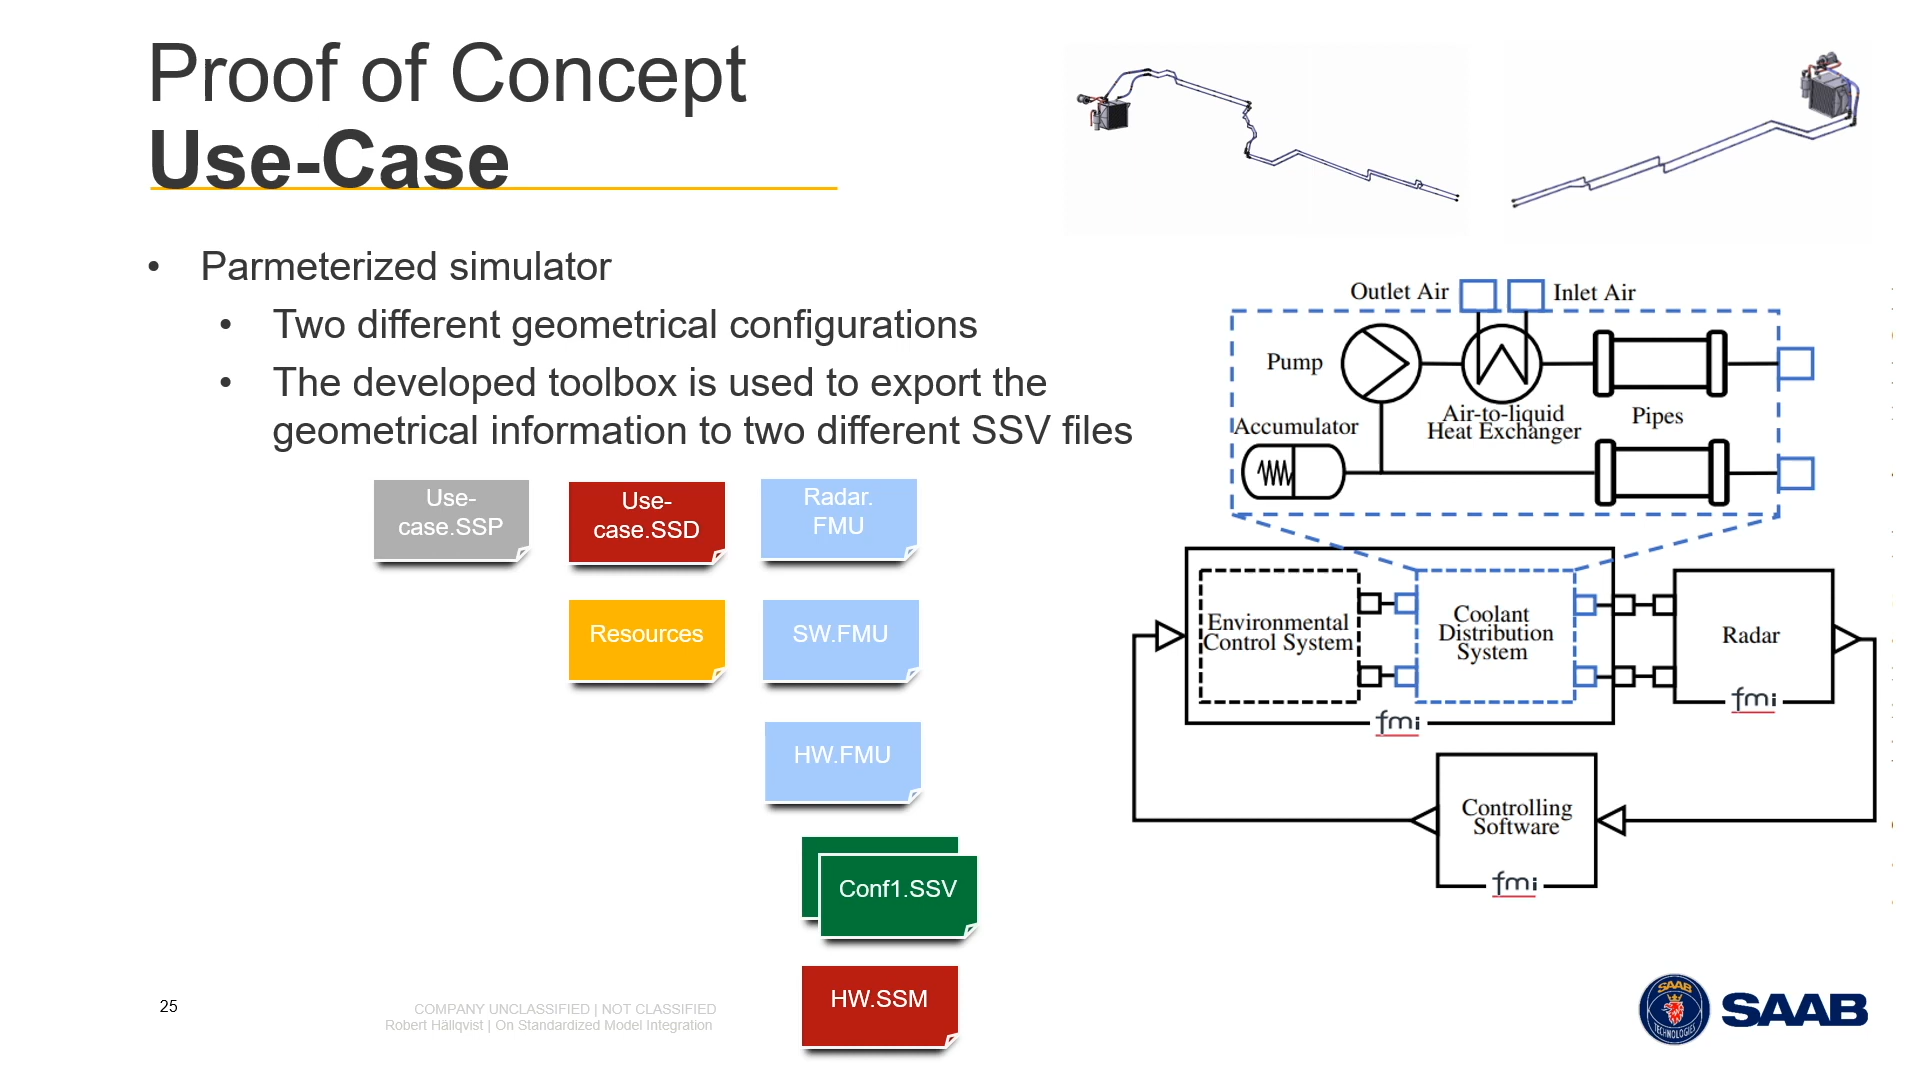 Proof of Concept
Use-Case
• Parmeterized simulator
• Two different geometrical configurations
• The developed toolbox is used to export the
geometrical information to two different SSV files
Use-
case.SSP
Use-
case.SSD
Radar.
FMU
Resources
SW.FMU
HW.FMU
Conf1.SSV
HW.SSM
Outlet Air
Inlet Air
Pump
Air-to-liquid
Heat Exchanger
Pipes
Accumulator
Environmental
Control System
Coolant
Distribution
System
Radar
fmi
fmi
Controlling
Software
fmi
25
COMPANY UNCLASSIFIED | NOT CLASSIFIED
Robert Hällqvist | On Standardized Model Integration
SAAB
TECHNOLOGIES
SAAB